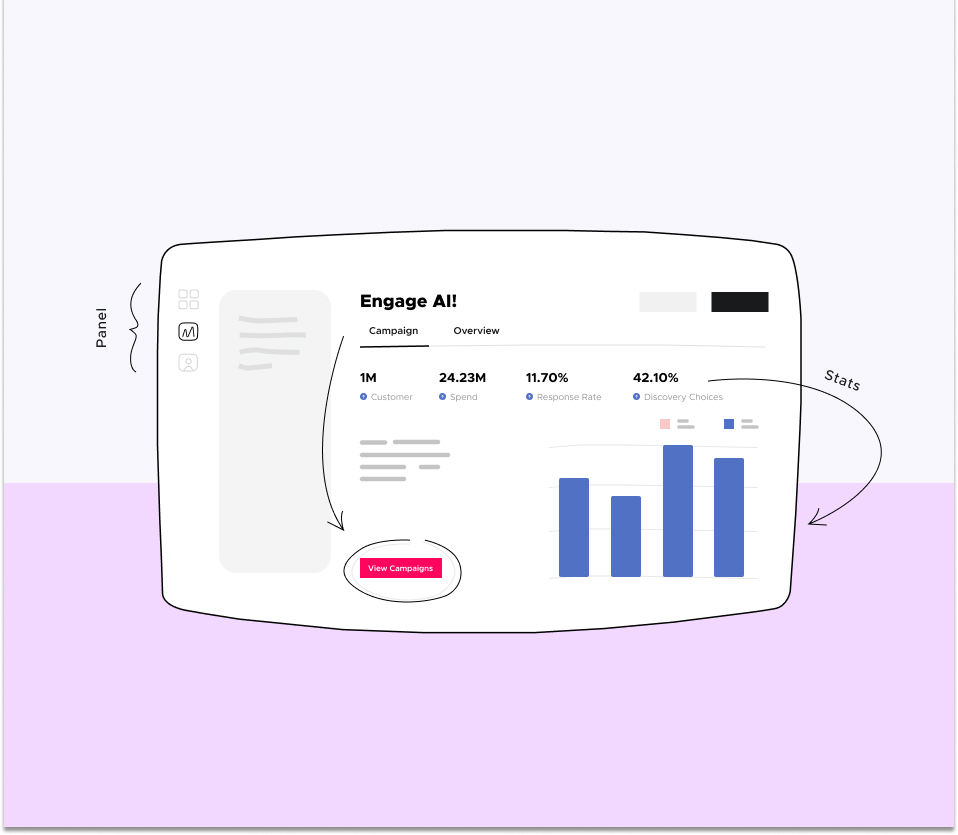 Panel
Engage AI!
Campaign Overview
1M 24.23M 11.70% 42.10%
Customer Spend Response Rate Discovery Choices
Stats
View Campaigns